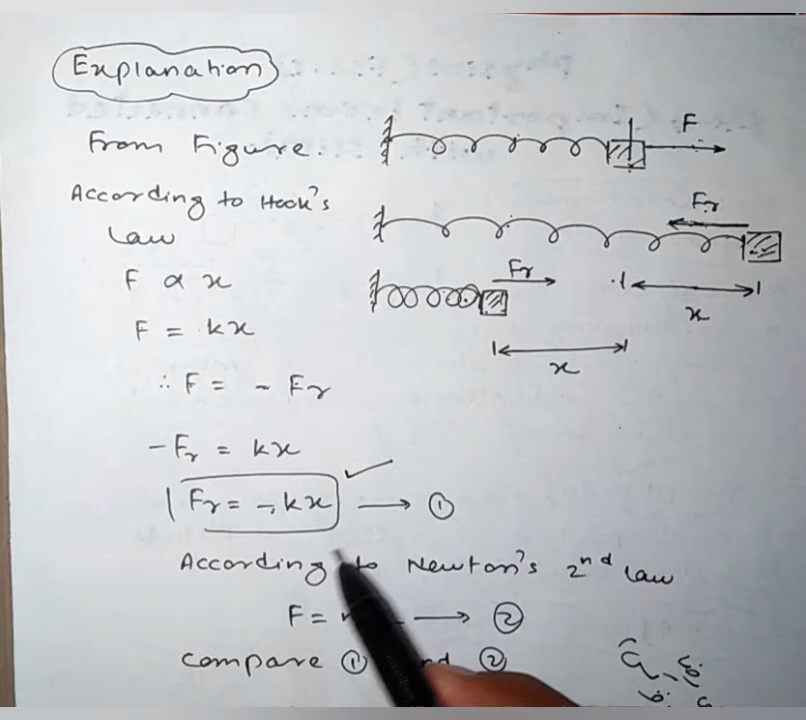 Explanation
From Figure.
According to Hook's
Law
F ∝ x
F = kx
∴ F = - Fr
- Fr = kx
Fr = - kx → ①
According to Newton's 2nd law
F = → ②
Compare ① ②
F
Fr
Fr
x
x